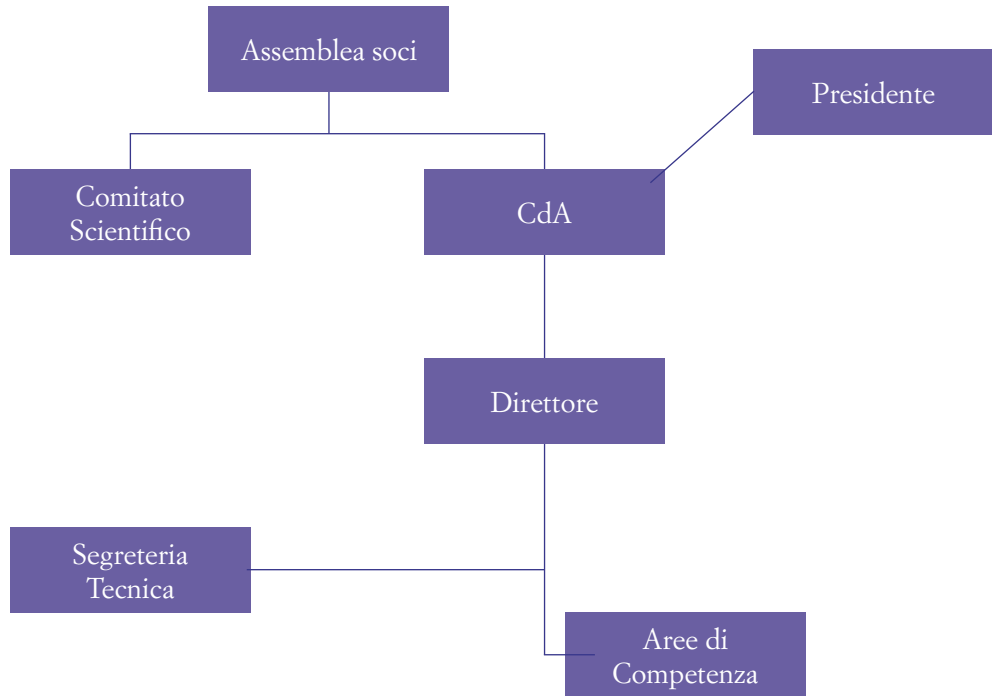 Assemblea soci
Presidente
Comitato
Scientifico
CdA
Direttore
Segreteria
Tecnica
Aree di
Competenza